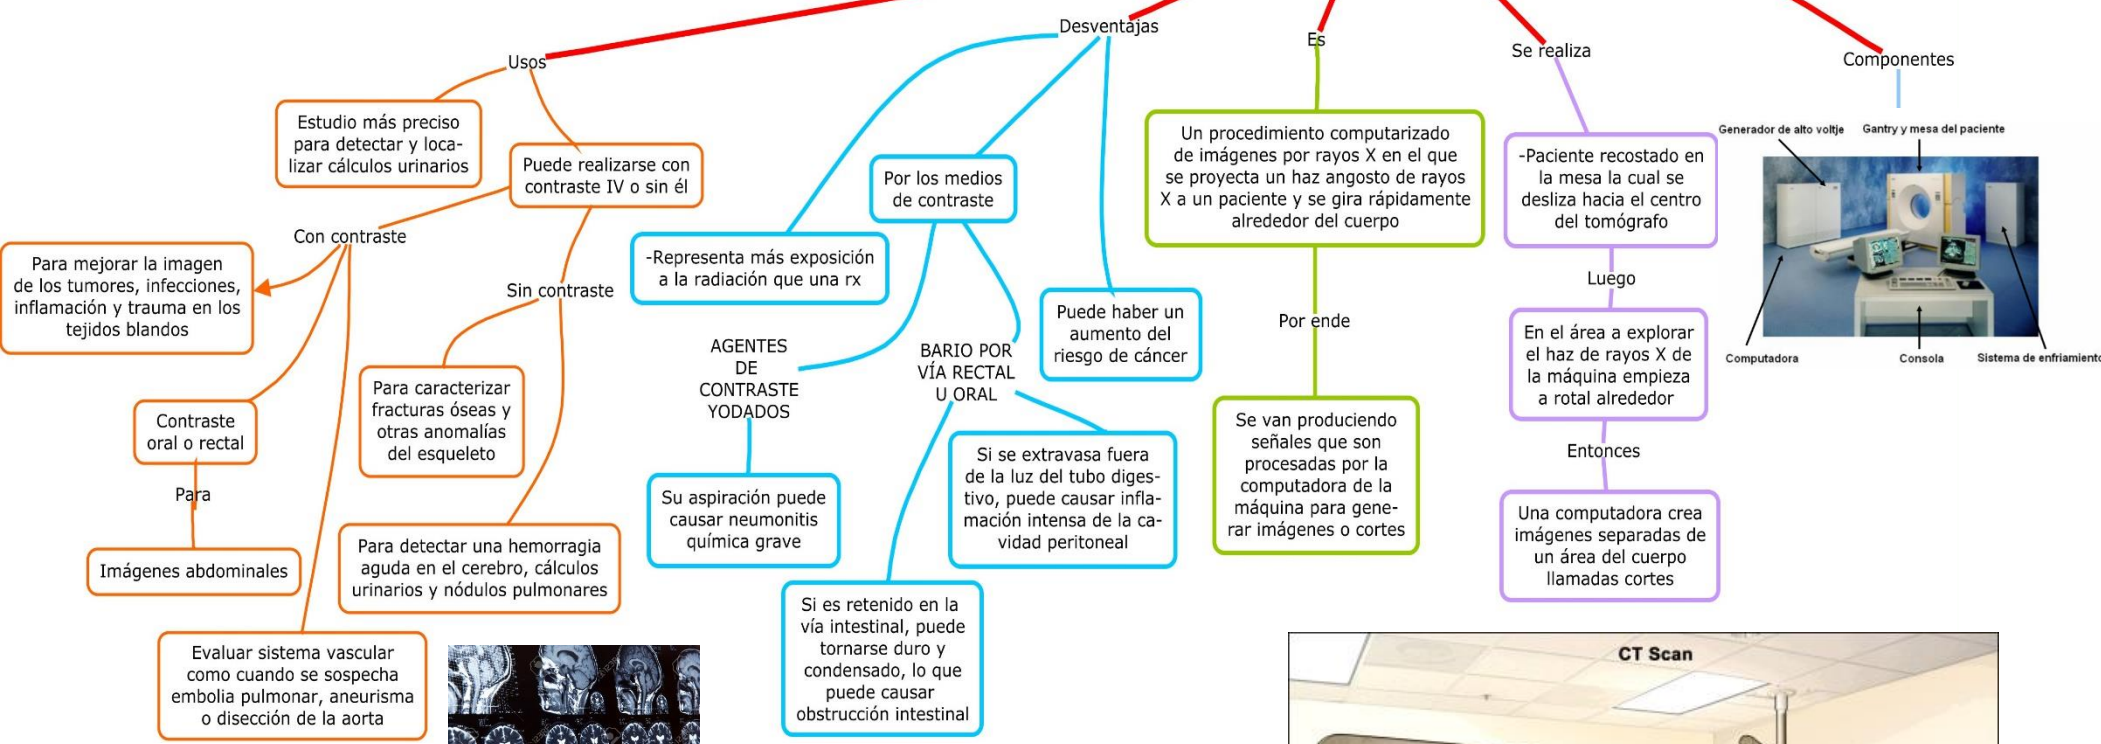 Usos
Estudio más preciso
para detectar y loca-
lizar cálculos urinarios
Puede realizarse con
contraste IV o sin él
Con contraste
Para mejorar la imagen
de los tumores, infecciones,
inflamación y trauma en los
tejidos blandos
Contraste
oral o rectal
Para
Imágenes abdominales
Evaluar sistema vascular
como cuando se sospecha
embolia pulmonar, aneurisma
o disección de la aorta
Sin contraste
Para caracterizar
fracturas óseas y
otras anomalías
del esqueleto
Para detectar una hemorragia
aguda en el cerebro, cálculos
urinarios y nódulos pulmonares
Desventajas
-Representa más exposición
a la radiación que una rx
Por los medios
de contraste
AGENTES
DE
CONTRASTE
YODADOS
Su aspiración puede
causar neumonitis
química grave
BARIO POR
VÍA RECTAL
U ORAL
Si es retenido en la
vía intestinal, puede
tornarse duro y
condensado, lo que
puede causar
obstrucción intestinal
Si se extravasa fuera
de la luz del tubo diges-
tivo, puede causar infla-
mación intensa de la ca-
vidad peritoneal
Puede haber un
aumento del
riesgo de cáncer
Es
Un procedimiento computarizado
de imágenes por rayos X en el que
se proyecta un haz angosto de rayos
X a un paciente y se gira rápidamente
alrededor del cuerpo
Por ende
Se van produciendo
señales que son
procesadas por la
computadora de la
máquina para gene-
rar imágenes o cortes
Se realiza
-Paciente recostado en
la mesa la cual se
desliza hacia el centro
del tomógrafo
Luego
En el área a explorar
el haz de rayos X de
la máquina empieza
a rotal alrededor
Entonces
Una computadora crea
imágenes separadas de
un área del cuerpo
llamadas cortes
Componentes
Generador de alto voltje
Gantry y mesa del paciente
Computadora
Consola
Sistema de enfriamiento
CT Scan